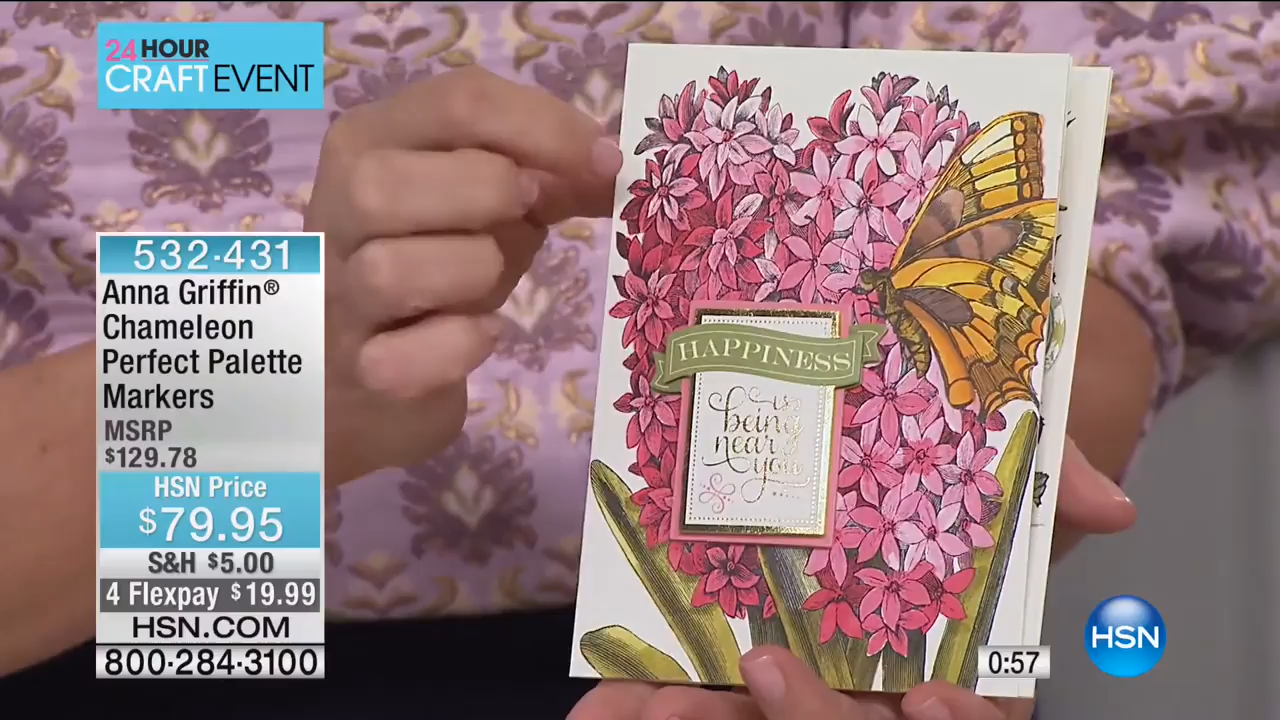 24 HOUR
CRAFT EVENT
532-431
Anna Griffin®
Chameleon
Perfect Palette
Markers
MSRP
$129.78
HSN Price
$79.95
S&H $5.00
4 Flexpay $19.99
HSN.COM
800-284-3100
HAPPINESS
is
being
near
you
0:57
HSN